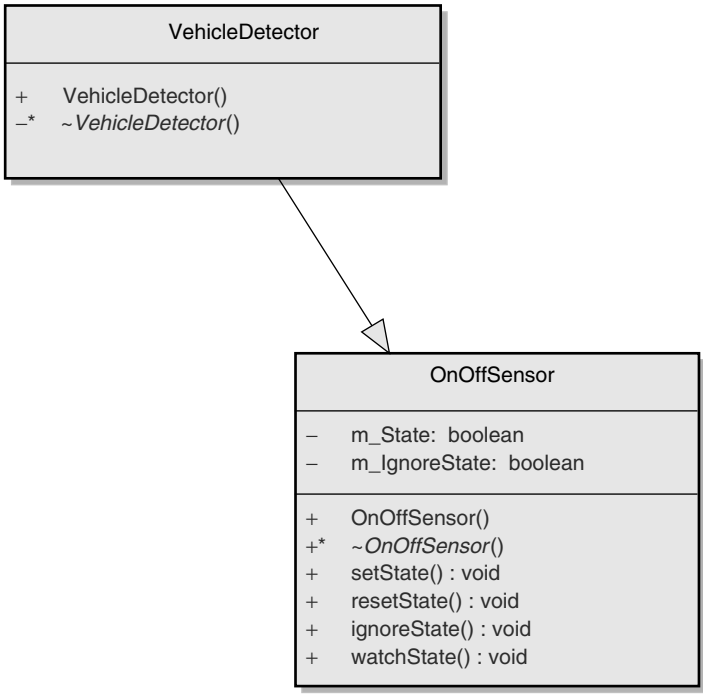 VehicleDetector
+ VehicleDetector()
–* ~VehicleDetector()
OnOffSensor
– m_State: boolean
– m_IgnoreState: boolean
+ OnOffSensor()
+* ~OnOffSensor()
+ setState() : void
+ resetState() : void
+ ignoreState() : void
+ watchState() : void